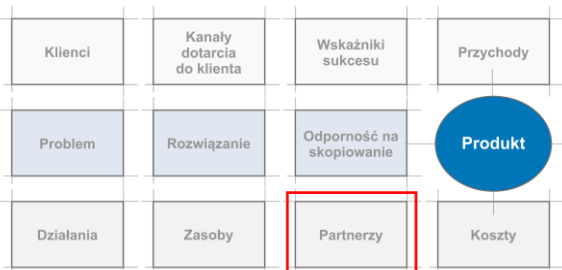 Klienci
Kanały
dotarcia
do klienta
Wskaźniki
sukcesu
Przychody
Problem
Rozwiązanie
Odporność na
skopiowanie
Produkt
Działania
Zasoby
Partnerzy
Koszty